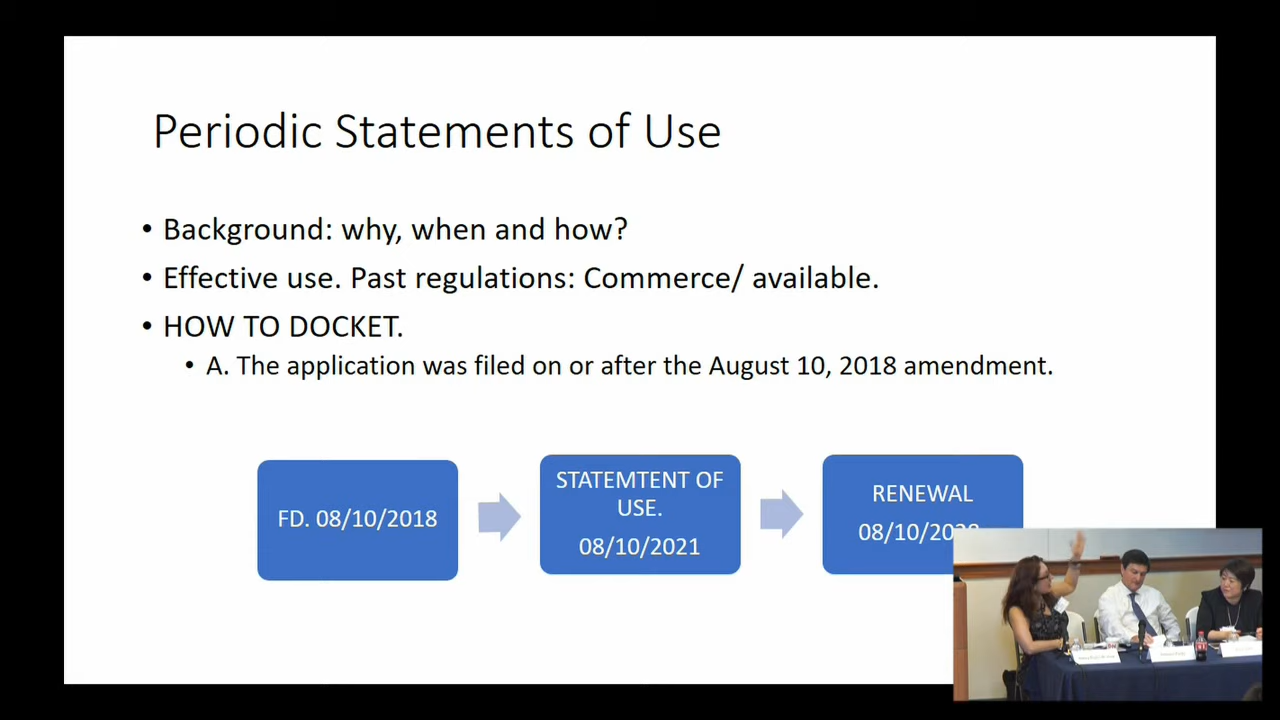 Periodic Statements of Use
• Background: why, when and how?
• Effective use. Past regulations: Commerce/ available.
• HOW TO DOCKET.
• A. The application was filed on or after the August 10, 2018 amendment.
FD. 08/10/2018
STATEMTENT OF
USE.
08/10/2021
RENEWAL